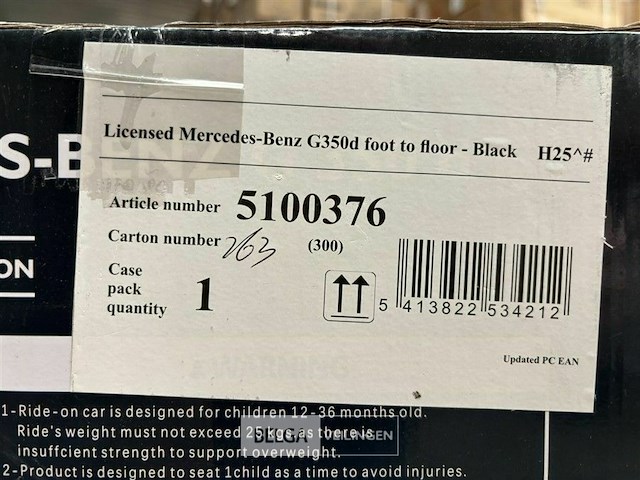 Licensed Mercedes-Benz G350d foot to floor - Black H25^#
S-B
Article number 5100376
Carton number 263 (300)
ON
Case
pack
quantity 1
5 413822 534212
Updated PC EAN
1-Ride-on car is designed for children 12-36 months old.
Ride's weight must not exceed 25 kgs,as there is
insuffcient strength to support overweight.
2-Product is designed to seat 1child as a time to avoid injuries.
VEILINGEN